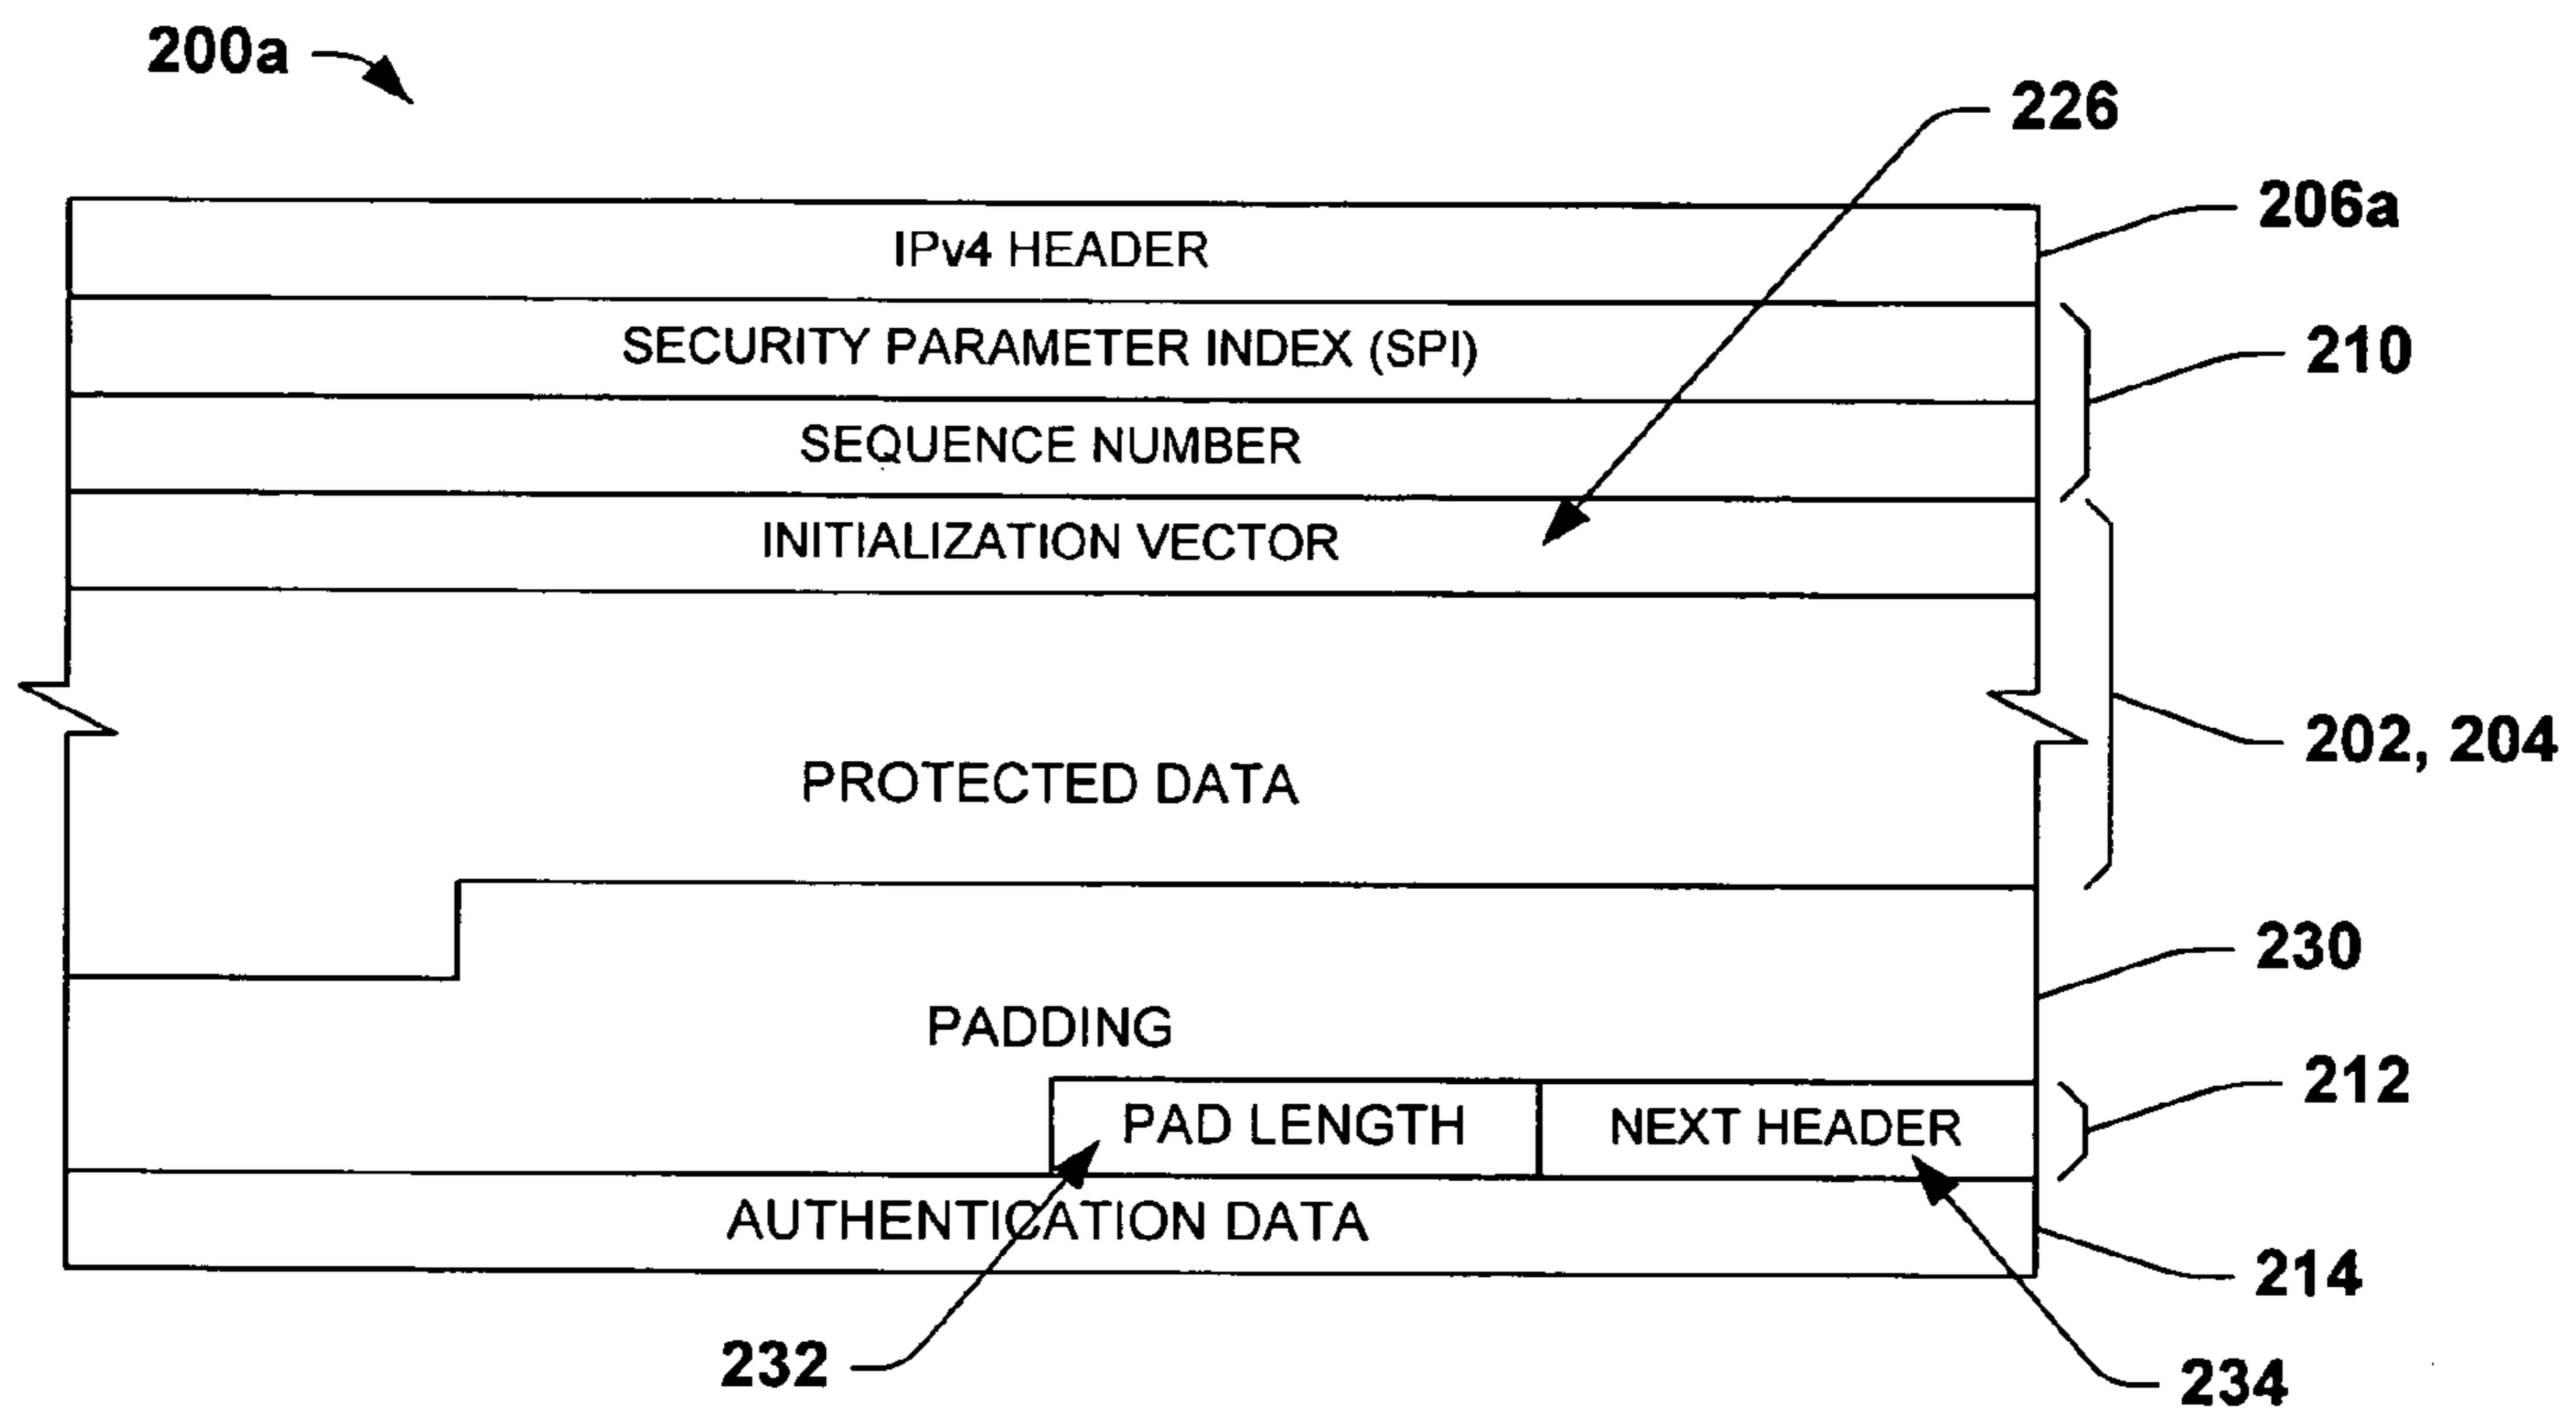 200a
226
206a
IPv4 HEADER
SECURITY PARAMETER INDEX (SPI)
210
SEQUENCE NUMBER
INITIALIZATION VECTOR
202, 204
PROTECTED DATA
230
PADDING
212
PAD LENGTH NEXT HEADER
AUTHENTICATION DATA
214
232
234